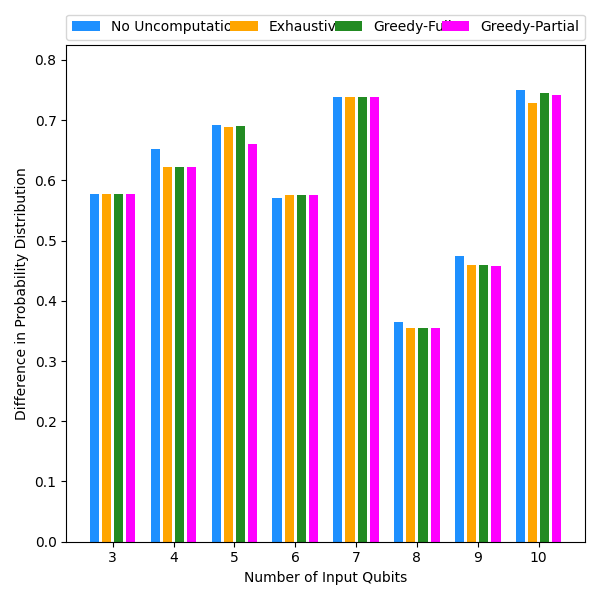 No Uncomputatio Exhaustiv Greedy-Ful Greedy-Partial
0.8
0.7
0.6
0.5
0.4
0.3
0.2
0.1
0.0
Difference in Probability Distribution
3 4 5 6 7 8 9 10
Number of Input Qubits